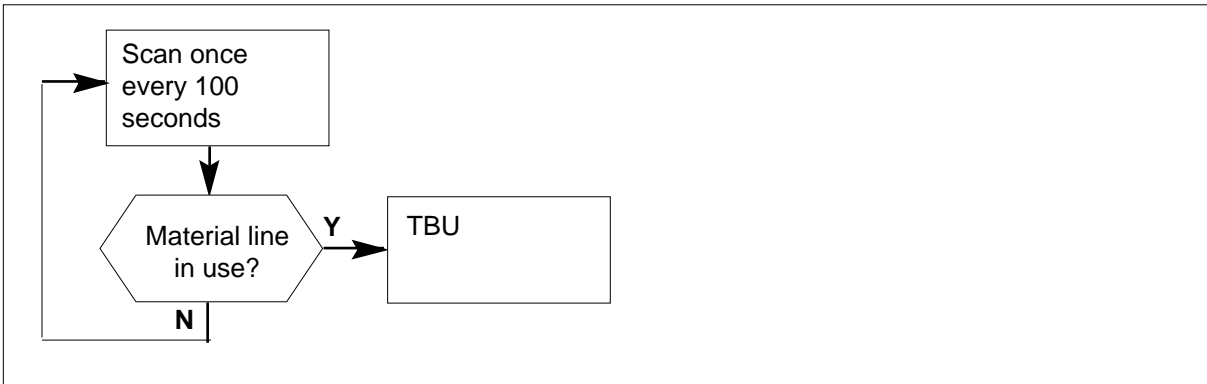 Scan once
every 100
seconds
Material line
in use?
Y
TBU
N